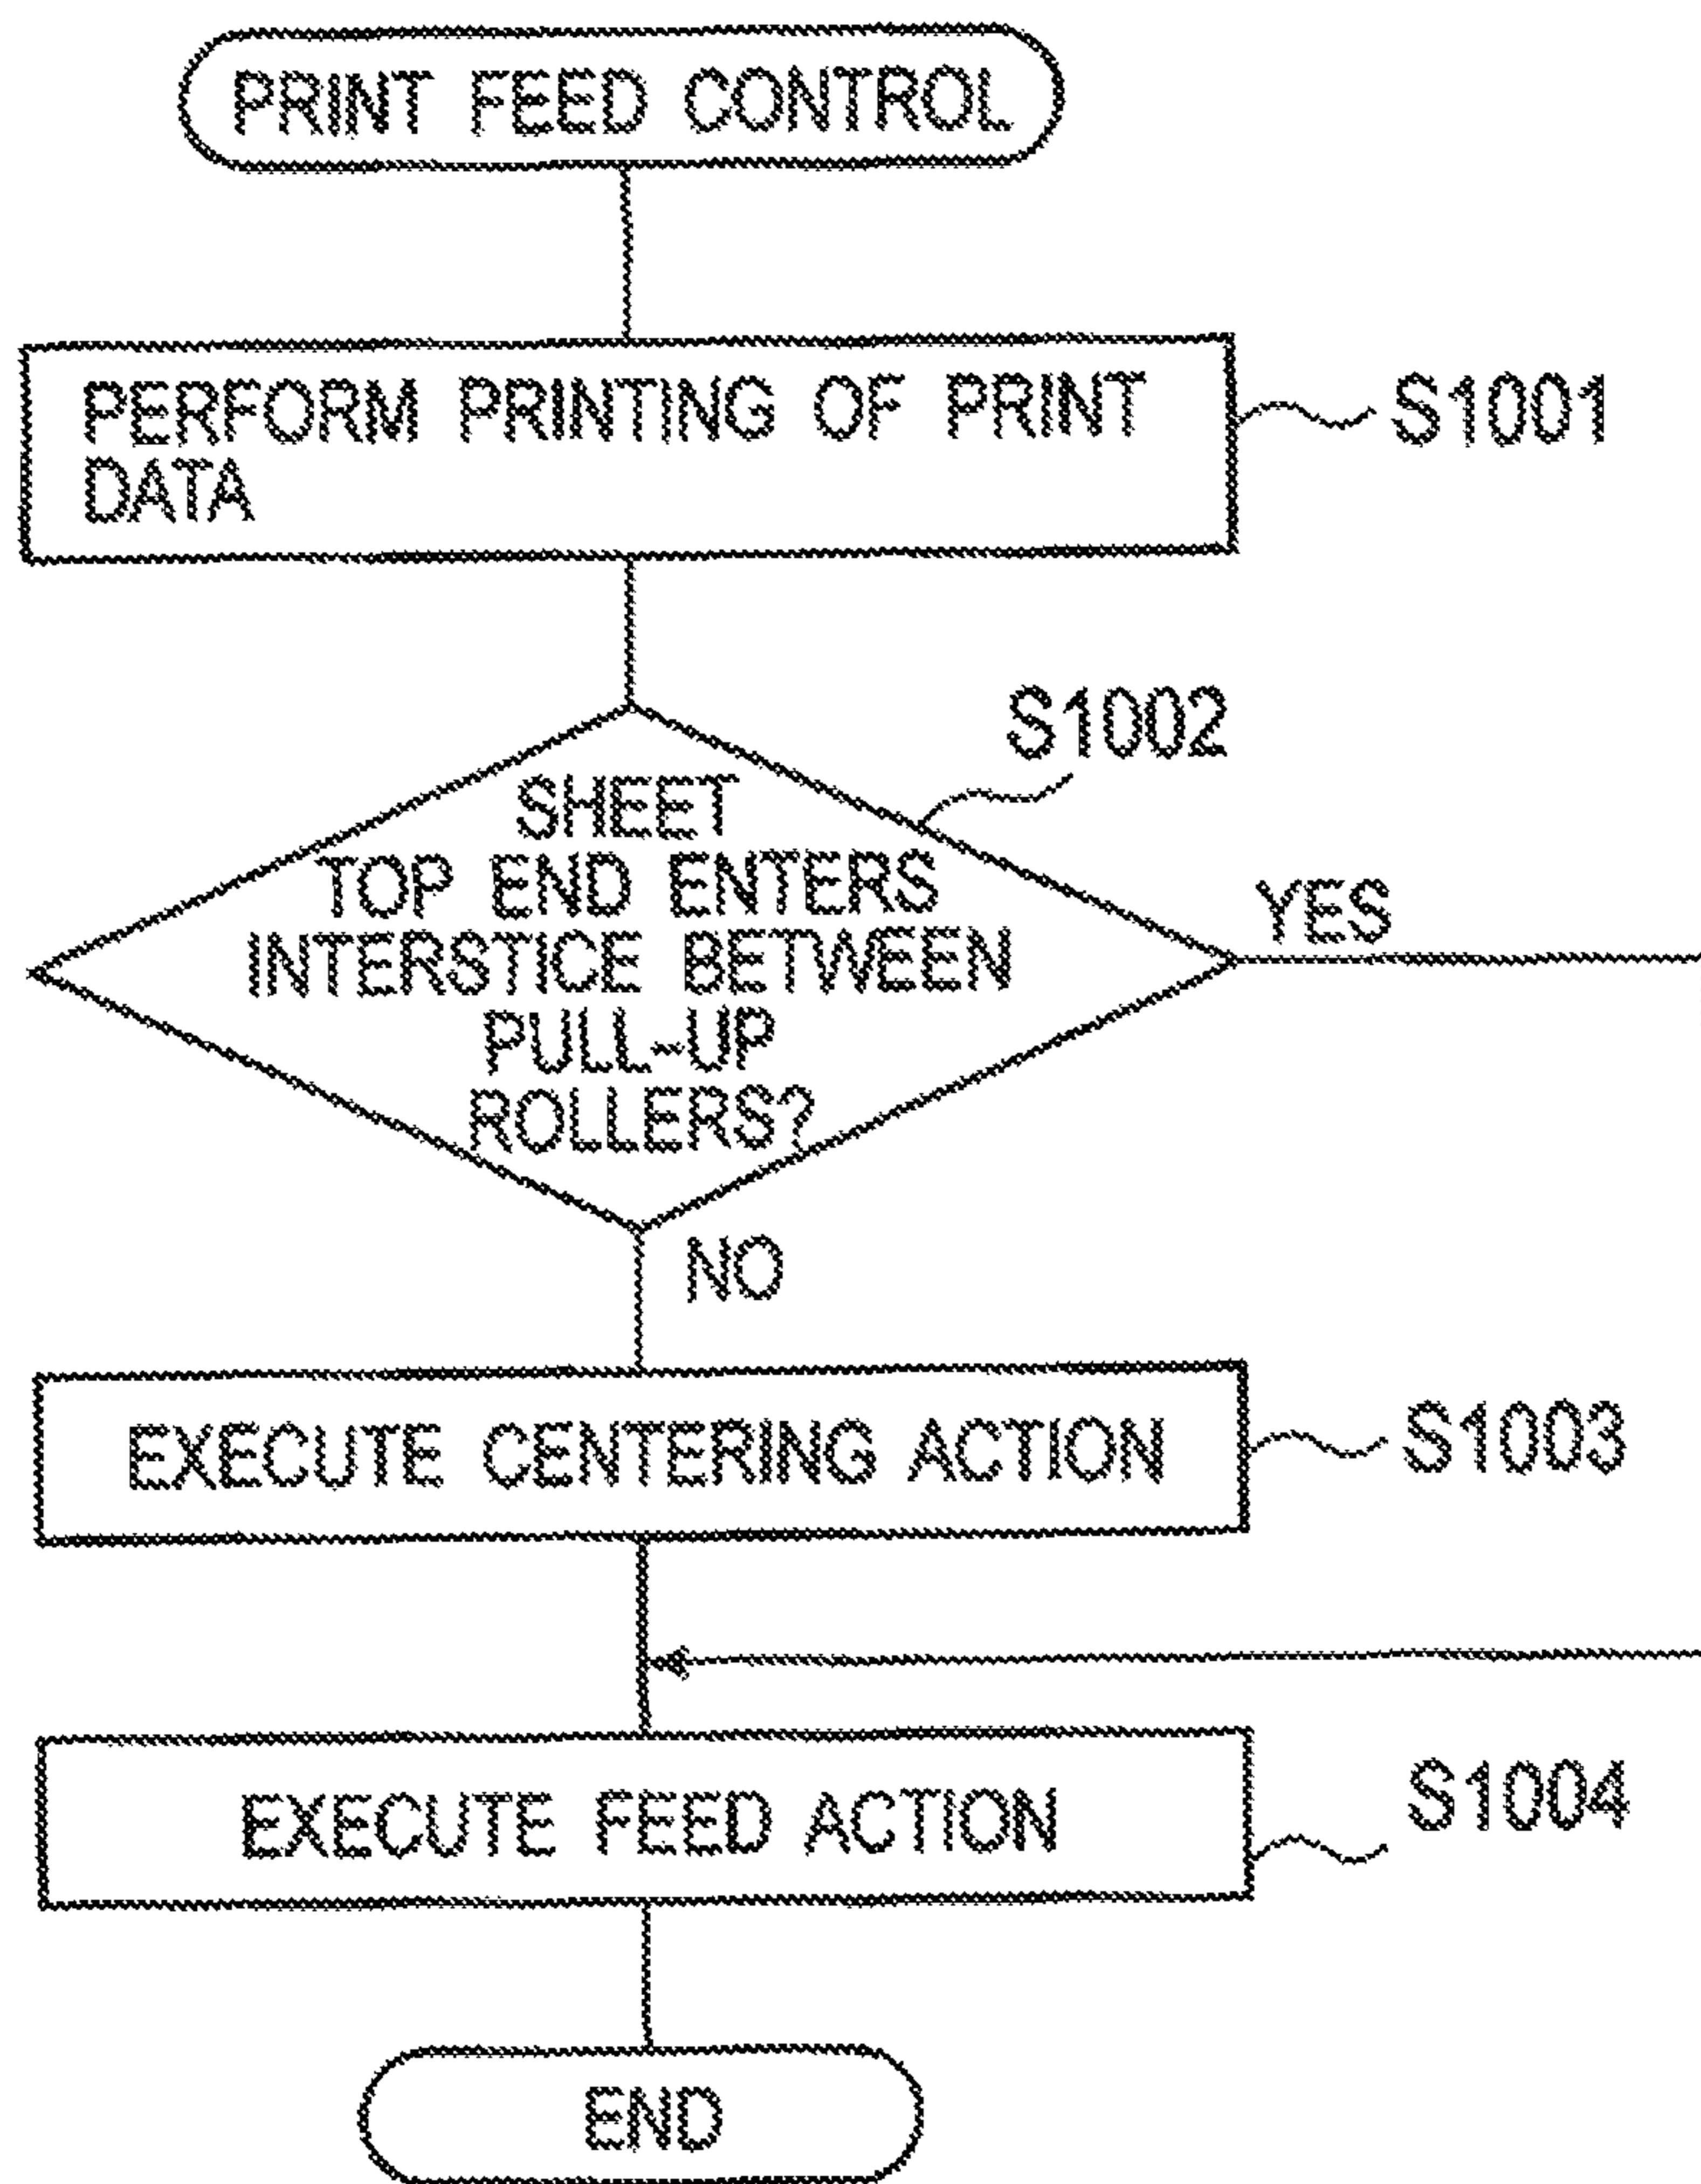 PRINT FEED CONTROL
PERFORM PRINTING OF PRINT
DATA
S1001
S1002
SHEET
TOP END ENTERS
INTERSTICE BETWEEN
PULL-UP
ROLLERS?
YES
NO
EXECUTE CENTERING ACTION
S1003
EXECUTE FEED ACTION
S1004
END